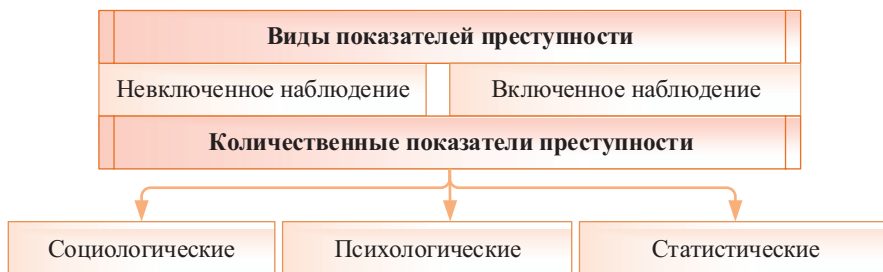 Виды показателей преступности
Невключенное наблюдение Включенное наблюдение
Количественные показатели преступности
Социологические Психологические Статистические